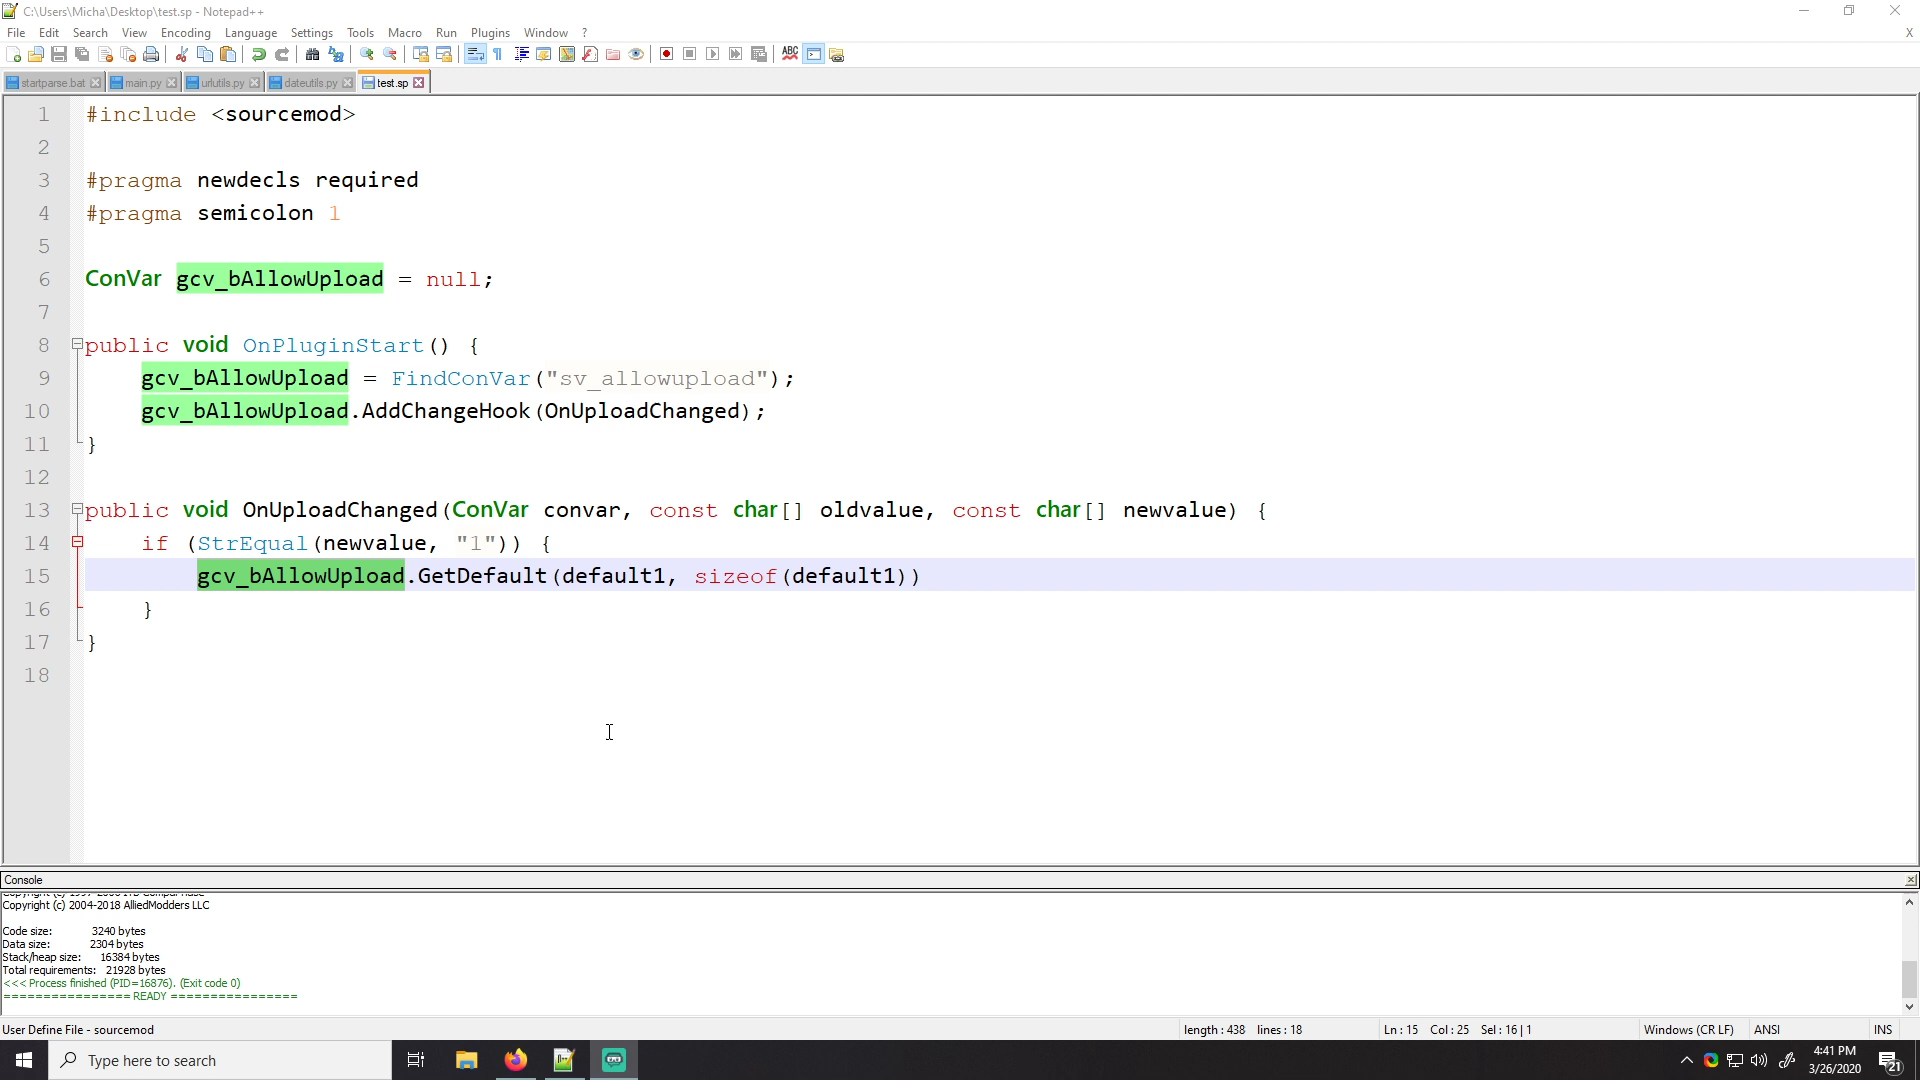 C:\Users\Micha\Desktop\test.sp - Notepad++
File Edit Search View Encoding Language Settings Tools Macro Run Plugins Window ? X
startparse.bat main.py urlutils.py dateutils.py test.sp
1 #include <sourcemod>
2
3 #pragma newdecls required
4 #pragma semicolon 1
5
6 ConVar gcv_bAllowUpload = null;
7
8 public void OnPluginStart() {
9 gcv_bAllowUpload = FindConVar("sv_allowupload");
10 gcv_bAllowUpload.AddChangeHook(OnUploadChanged);
11 }
12
13 public void OnUploadChanged(ConVar convar, const char[] oldvalue, const char[] newvalue) {
14 if (StrEqual(newvalue, "1")) {
15 gcv_bAllowUpload.GetDefault(default1, sizeof(default1))
16 }
17 }
18
Console
Copyright (c) 2004-2018 AlliedModders LLC
Code size: 3240 bytes
Data size: 2304 bytes
Stack/heap size: 16384 bytes
Total requirements: 21928 bytes
<<< Process finished (PID=16876). (Exit code 0)
================ READY ================
User Define File - sourcemod length : 438 lines : 18 Ln : 15 Col : 25 Sel : 16 | 1 Windows (CR LF) ANSI INS
Type here to search
4:41 PM
3/26/2020
21